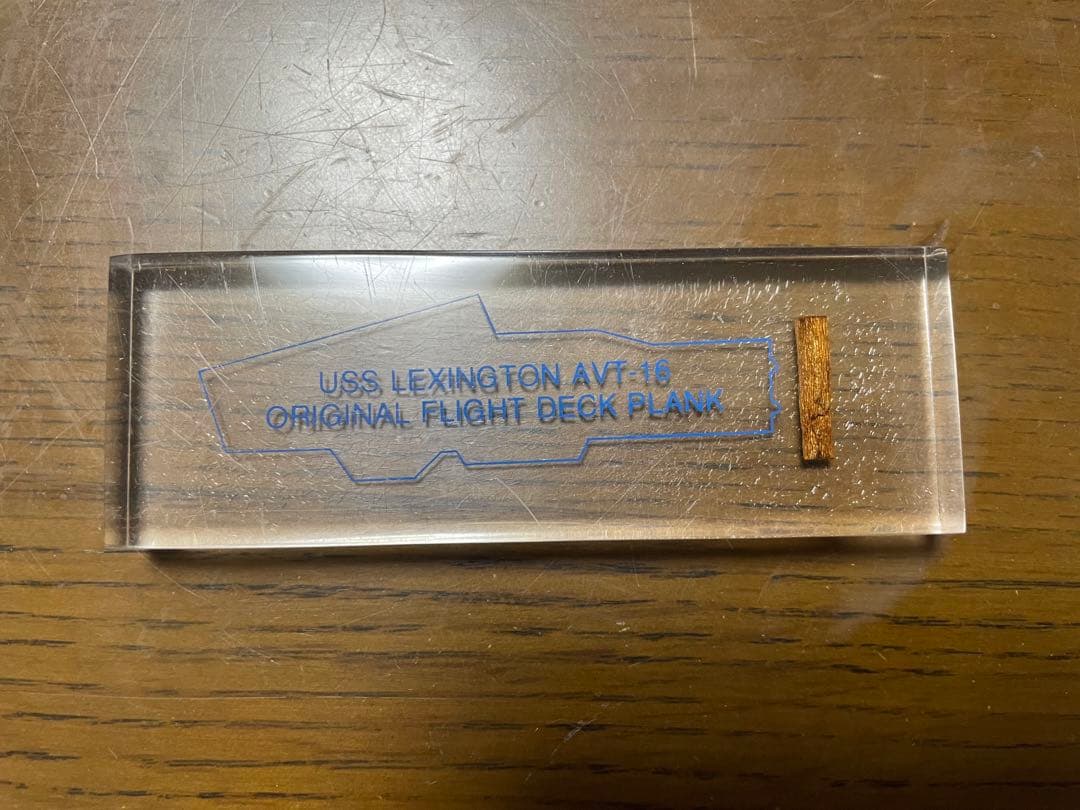 USS LEXINGTON AVT-16
ORIGINAL FLIGHT DECK PLANK